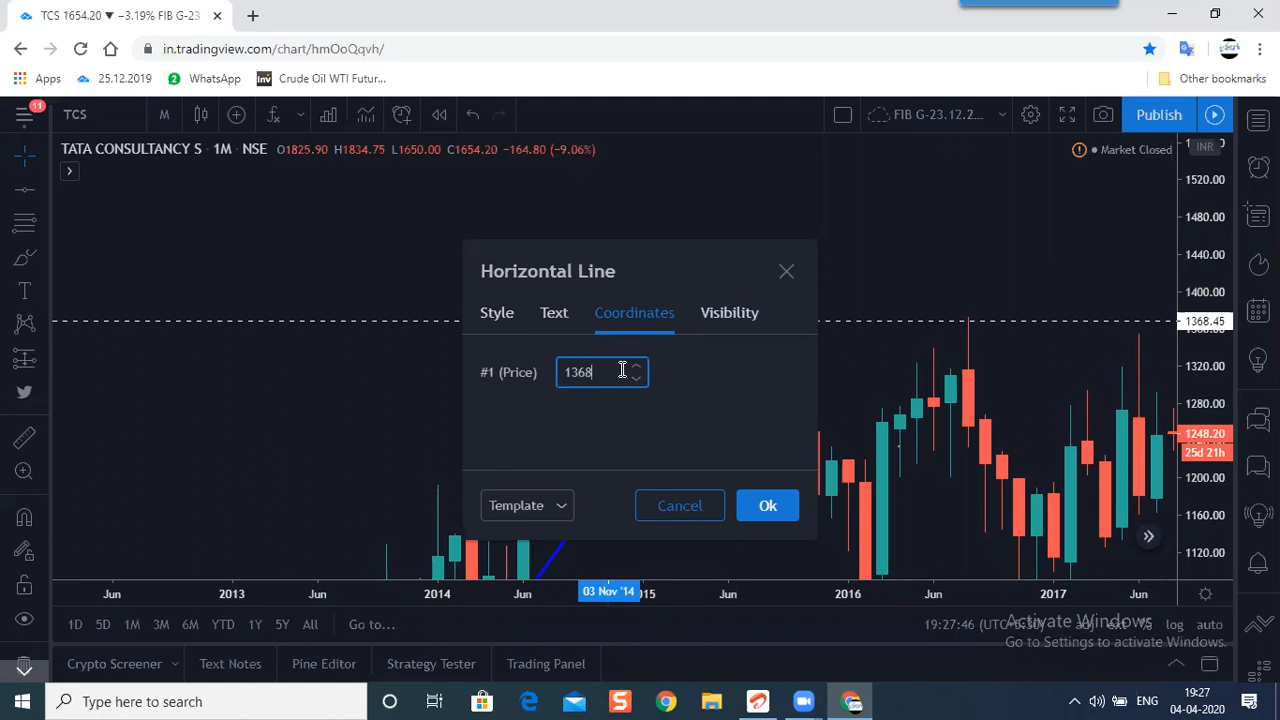 TCS 1654.20 ▼ −3.19% FIB G-23
in.tradingview.com/chart/hmOoQqvh/
Apps 25.12.2019 2 WhatsApp Inv Crude Oil WTI Futur... Other bookmarks
11 TCS M FIB G-23.12.2... Publish
TATA CONSULTANCY S · 1M · NSE O1825.90 H1834.75 L1650.00 C1654.20 −164.80 (−9.06%) Market Closed INR
1520.00
1480.00
1440.00
1400.00
1368.45
1320.00
1280.00
1248.20
25d 21h
1200.00
1160.00
1120.00
Horizontal Line
Style Text Coordinates Visibility
#1 (Price) 1368
Template Cancel Ok
Jun 2013 Jun 2014 Jun 03 Nov '14 Jun 2016 Jun 2017 Jun
1D 5D 1M 3M 6M YTD 1Y 5Y All Go to... 19:27:46 % log auto
Activate Windows
Go to Settings to activate Windows.
Crypto Screener Text Notes Pine Editor Strategy Tester Trading Panel
Type here to search ENG 19:27
04-04-2020